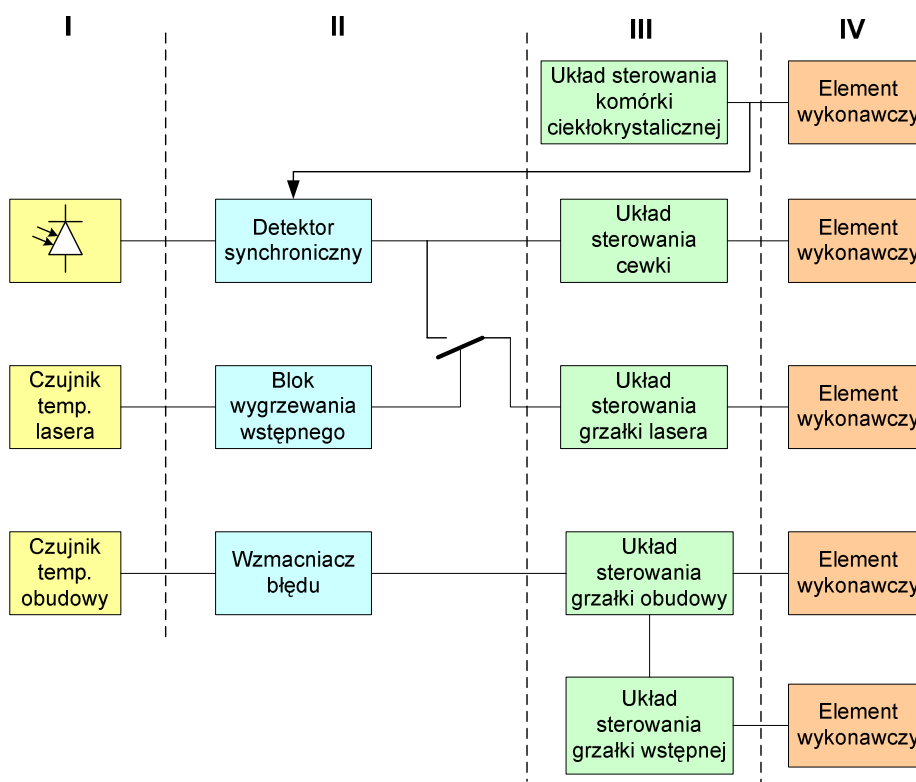 I
II
III
IV
Układ sterowania
komórki
ciekłokrystalicznej
Element
wykonawczy
Detektor
synchroniczny
Układ
sterowania
cewki
Element
wykonawczy
Czujnik
temp.
lasera
Blok
wygrzewania
wstępnego
Układ
sterowania
grzałki lasera
Element
wykonawczy
Czujnik
temp.
obudowy
Wzmacniacz
błędu
Układ
sterowania
grzałki obudowy
Element
wykonawczy
Układ
sterowania
grzałki wstępnej
Element
wykonawczy